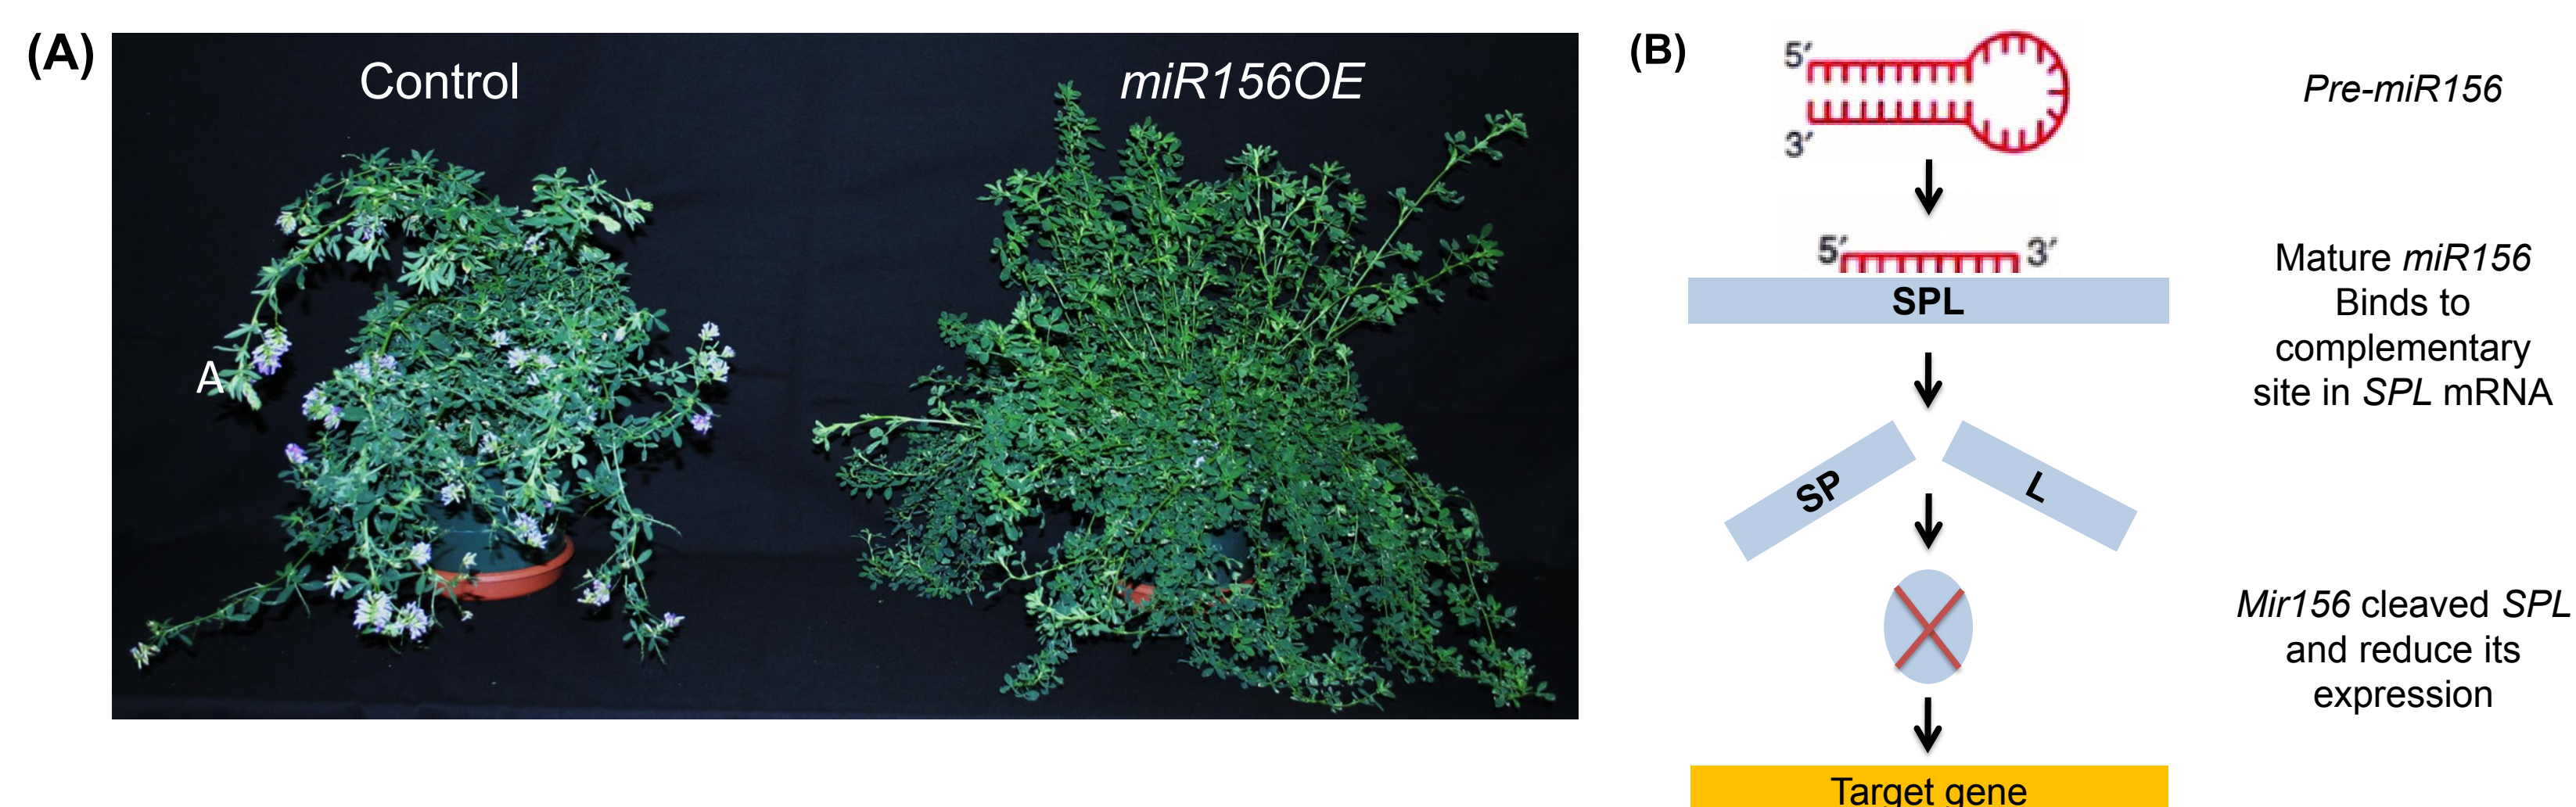 (A)
Control
miR156OE
A
(B)
5′
3′
Pre-miR156
5′
3′
SPL
Mature miR156
Binds to
complementary
site in SPL mRNA
SP
L
Mir156 cleaved SPL
and reduce its
expression
Target gene